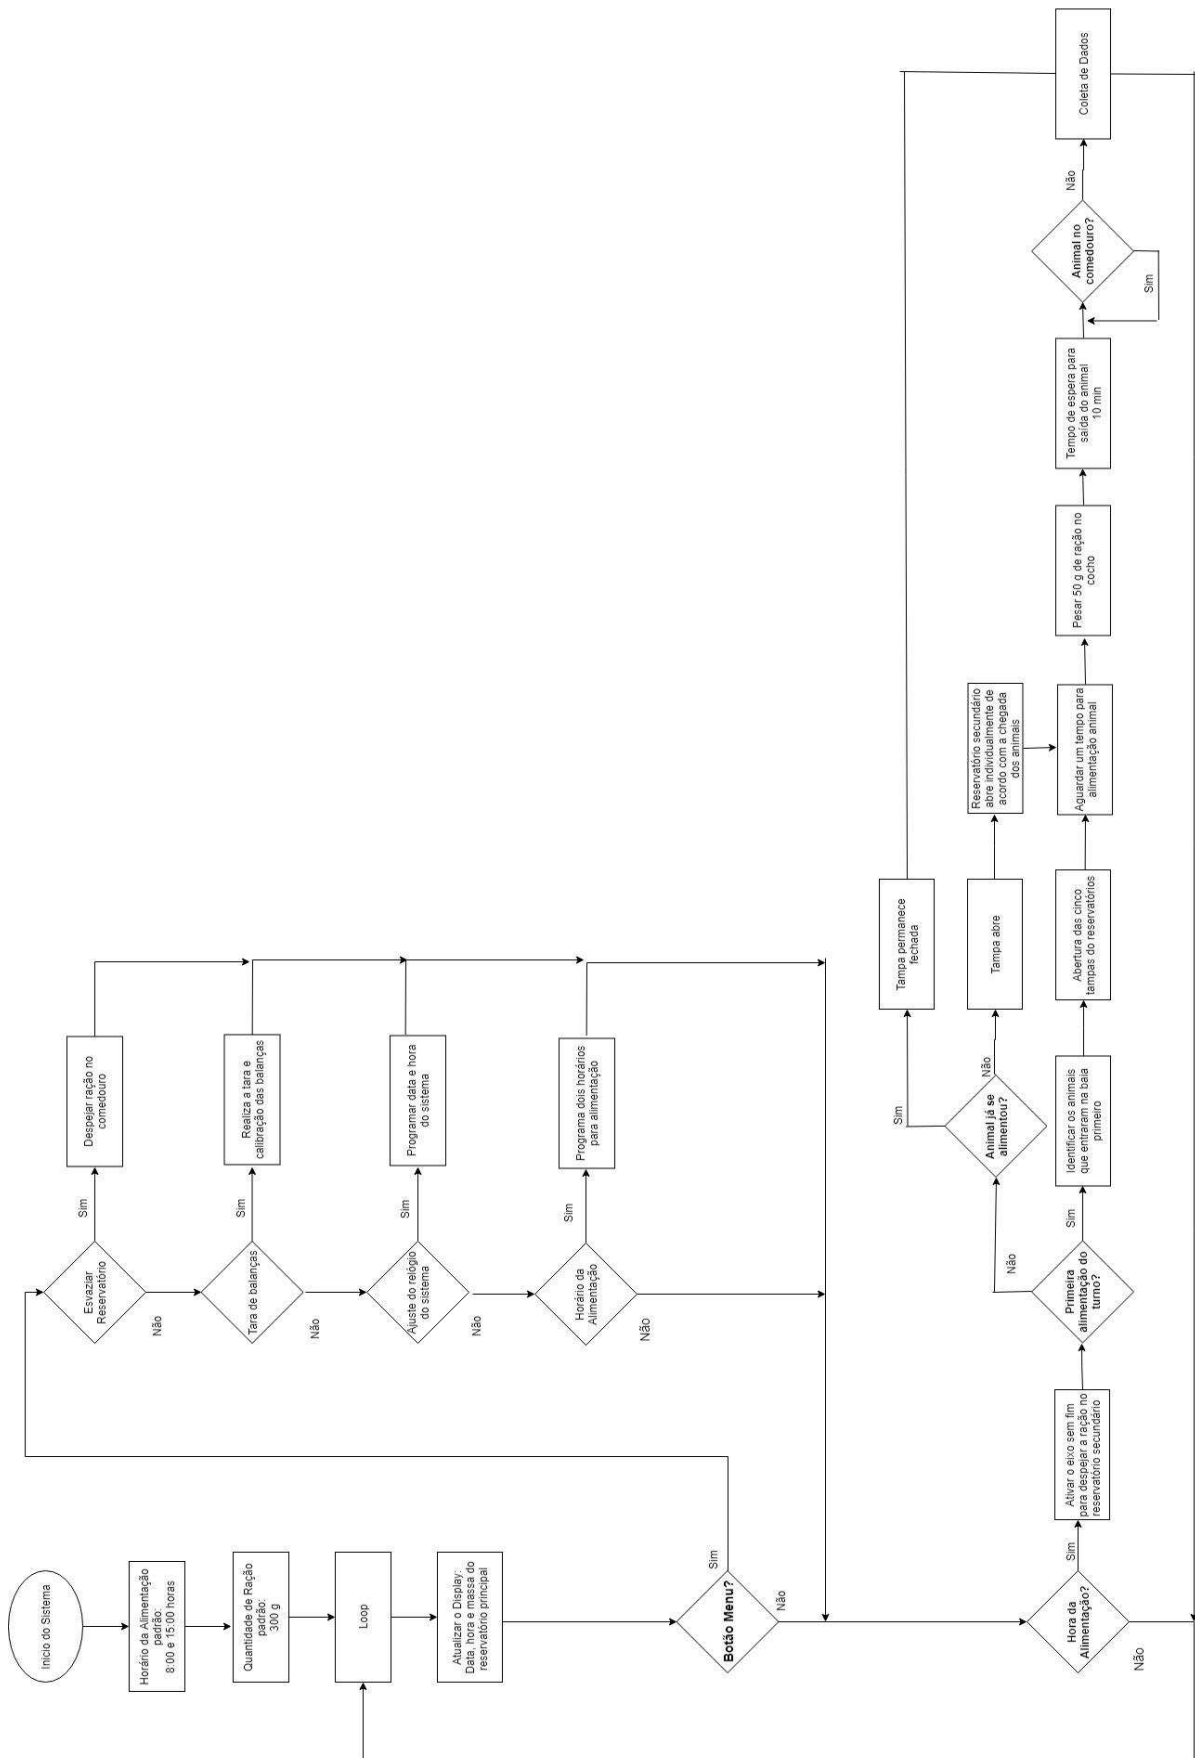 Inicio do Sistema
Horário da Alimentação
padrão:
8:00 e 15:00 horas
Quantidade de Ração
padrão:
300 g
Loop
Atualizar o Display:
Data, hora e massa do
reservatório principal
Botão Menu?
Sim
Não
Esvaziar
Reservatório
Sim
Não
Despejar ração no
comedouro
Tara de balanças
Sim
Não
Realiza a tara e
calibração das balanças
Ajuste do relógio
do sistema
Sim
Não
Programar data e hora
do sistema
Horário da
Alimentação
Sim
Não
Programa dois horários
para alimentação
Hora da
Alimentação?
Sim
Não
Ativar o eixo sem fim
para despejar a ração no
reservatório secundário
Primeira
alimentação do
turno?
Não
Sim
Animal já se
alimentou?
Sim
Não
Tampa permanece
fechada
Tampa abre
Reservatório secundário
abre individualmente de
acordo com a chegada
dos animais
Identificar os animais
que entraram na baia
primeiro
Abertura das cinco
tampas do reservatórios
Aguardar um tempo para
alimentação animal
Pesar 50 g de ração no
cocho
Tempo de espera para
saída do animal
10 min
Animal no
comedouro?
Sim
Não
Coleta de Dados